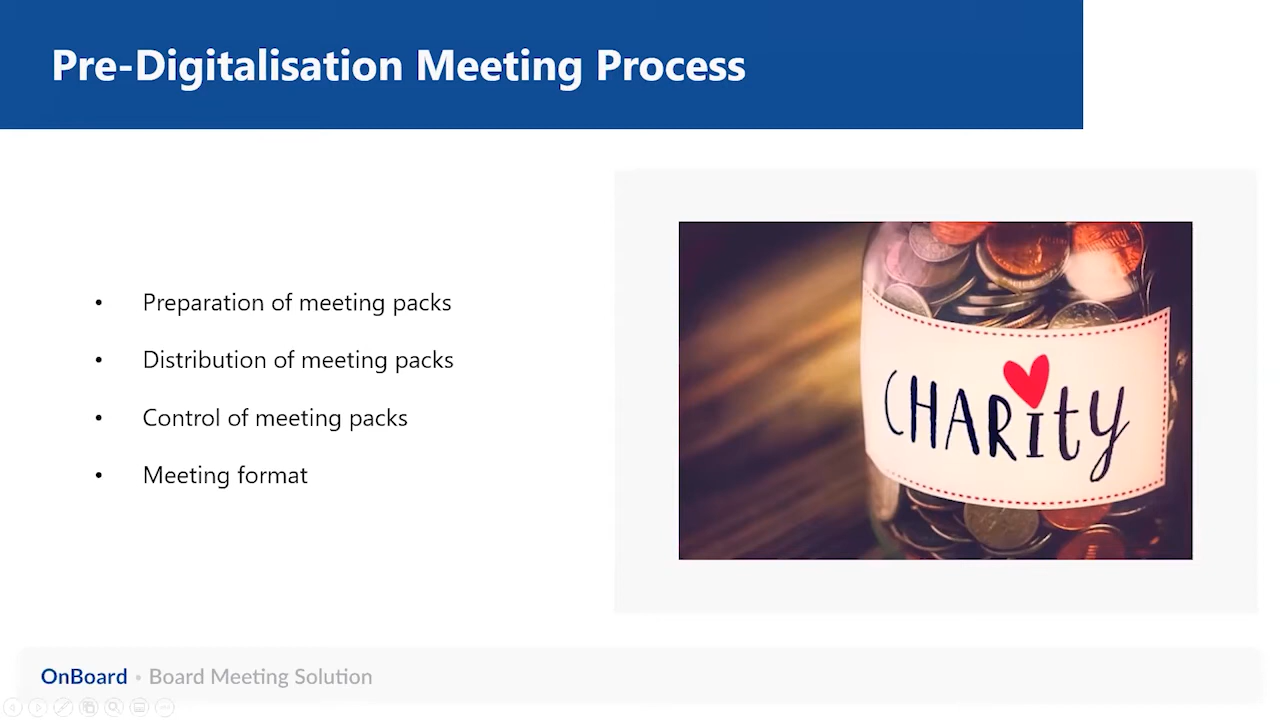 Pre-Digitalisation Meeting Process
• Preparation of meeting packs
• Distribution of meeting packs
• Control of meeting packs
• Meeting format
CHARity
OnBoard • Board Meeting Solution